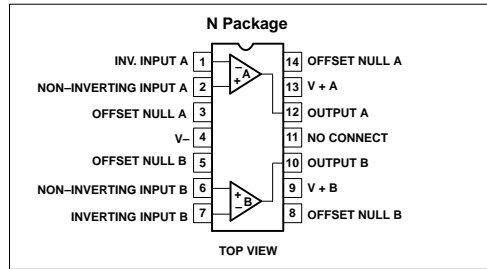 N Package
INV. INPUT A 1 14 OFFSET NULL A
NON–INVERTING INPUT A 2 13 V + A
OFFSET NULL A 3 12 OUTPUT A
V– 4 11 NO CONNECT
OFFSET NULL B 5 10 OUTPUT B
NON–INVERTING INPUT B 6 9 V + B
INVERTING INPUT B 7 8 OFFSET NULL B
– A
+
+ B
–
TOP VIEW